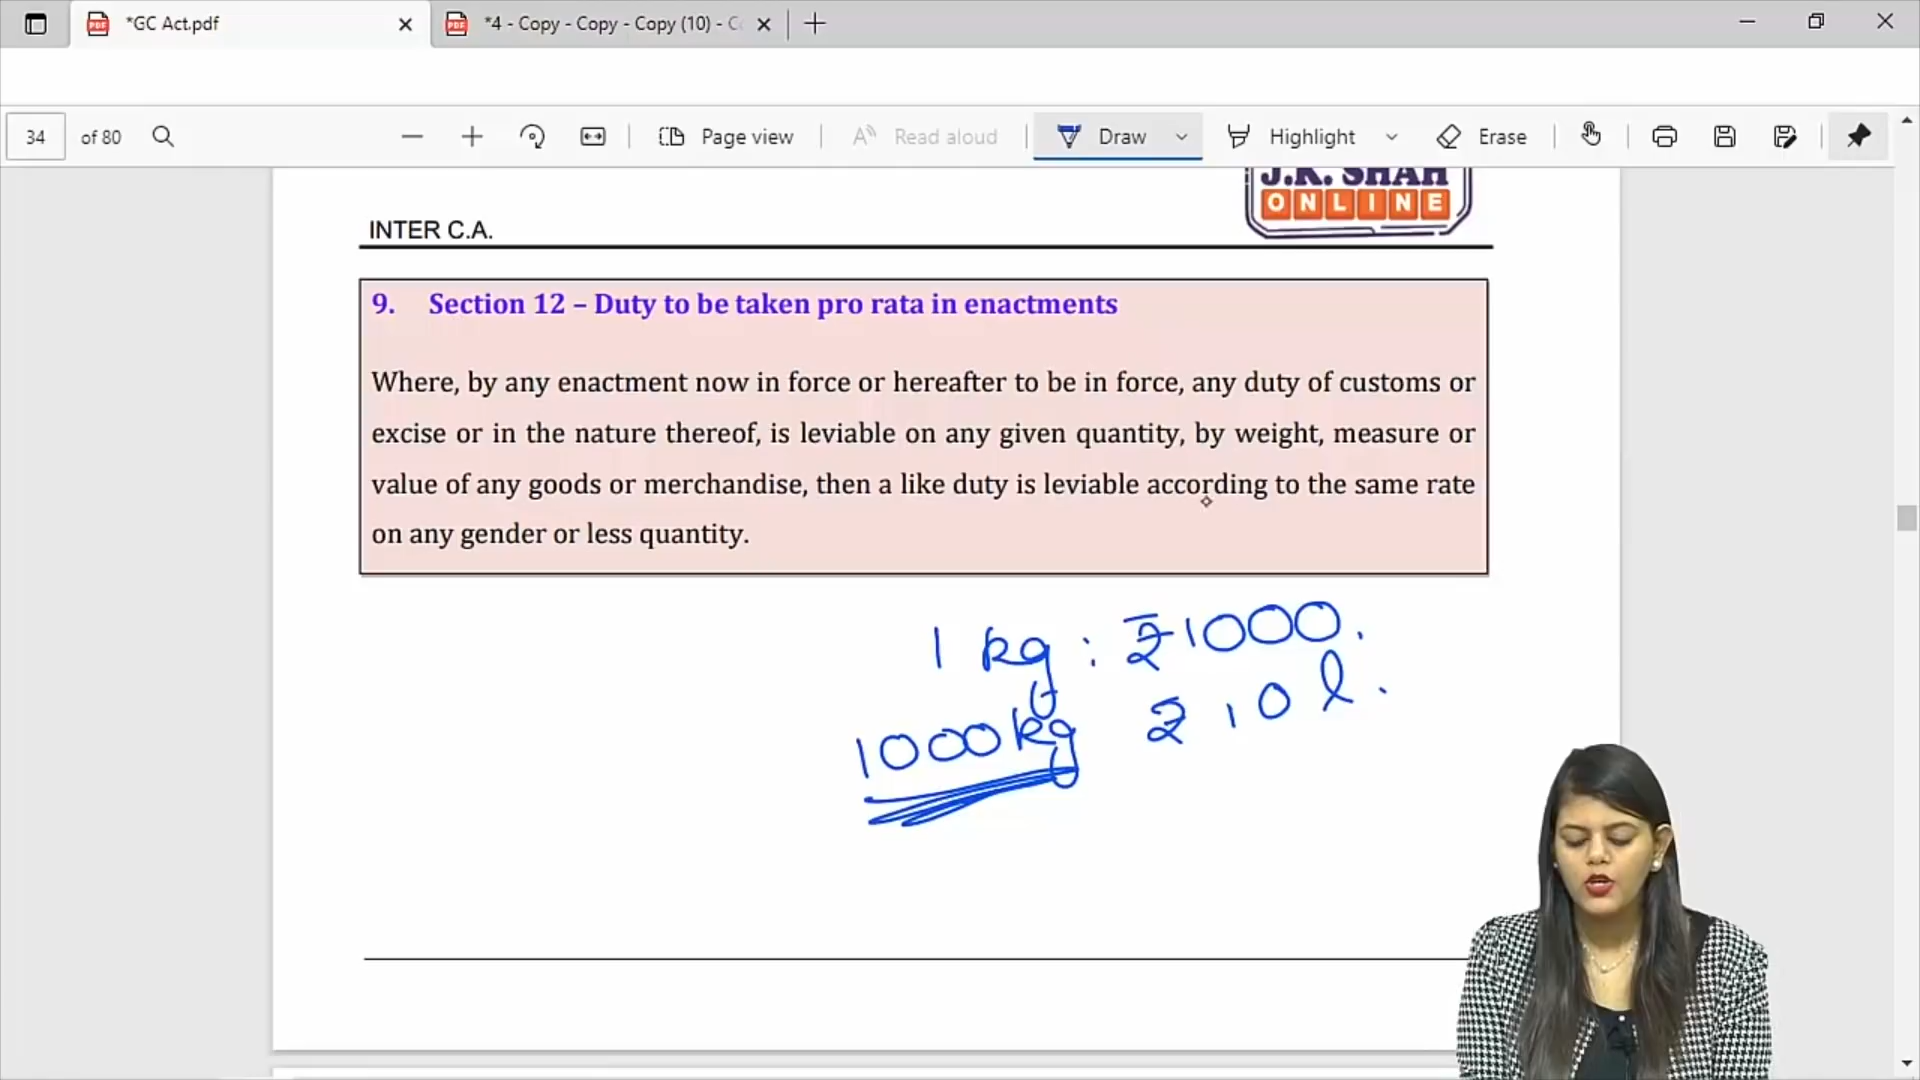 *GC Act.pdf
*4 - Copy - Copy - Copy (10) - C
34 of 80 Page view Read aloud Draw Highlight Erase
J.K. SHAH
ONLINE
INTER C.A.
9. Section 12 – Duty to be taken pro rata in enactments
Where, by any enactment now in force or hereafter to be in force, any duty of customs or
excise or in the nature thereof, is leviable on any given quantity, by weight, measure or
value of any goods or merchandise, then a like duty is leviable according to the same rate
on any gender or less quantity.
1 kg : ₹1000.
1000kg ₹ 10 l.